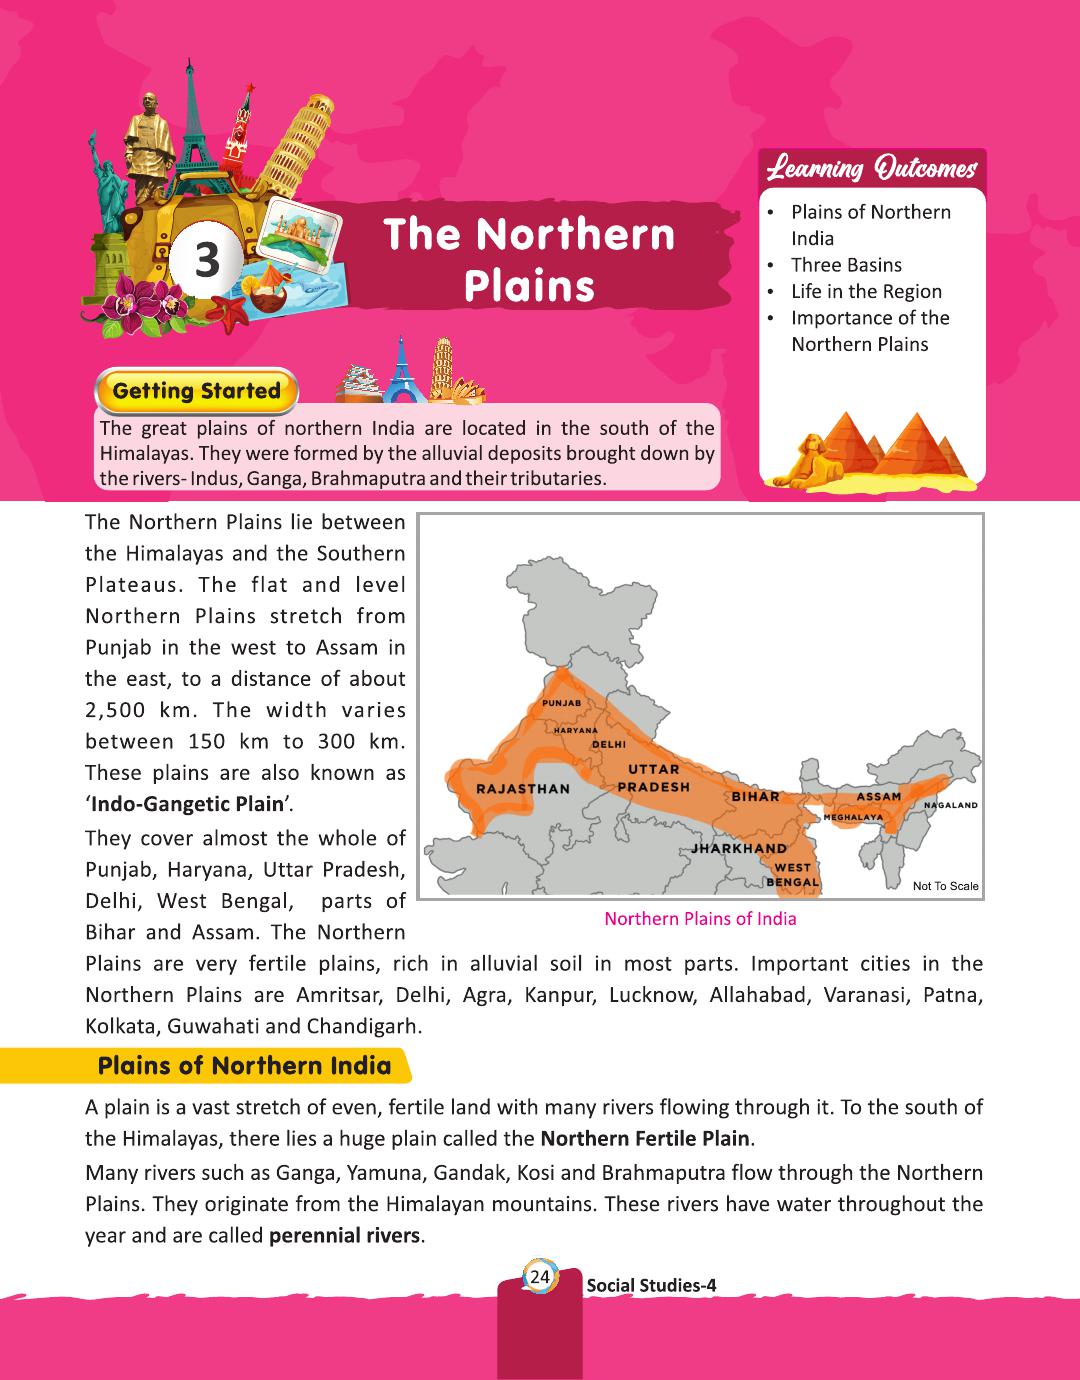 3
The Northern
Plains
Learning Outcomes
• Plains of Northern
India
• Three Basins
• Life in the Region
• Importance of the
Northern Plains
Getting Started
The great plains of northern India are located in the south of the
Himalayas. They were formed by the alluvial deposits brought down by
the rivers- Indus, Ganga, Brahmaputra and their tributaries.
The Northern Plains lie between
the Himalayas and the Southern
Plateaus. The flat and level
Northern Plains stretch from
Punjab in the west to Assam in
the east, to a distance of about
2,500 km. The width varies
between 150 km to 300 km.
These plains are also known as
‘Indo-Gangetic Plain’.
They cover almost the whole of
Punjab, Haryana, Uttar Pradesh,
Delhi, West Bengal, parts of
Bihar and Assam. The Northern
PUNJAB
HARYANA
DELHI
RAJASTHAN
UTTAR
PRADESH
BIHAR
ASSAM
NAGALAND
MEGHALAYA
JHARKHAND
WEST
BENGAL
Not To Scale
Northern Plains of India
Plains are very fertile plains, rich in alluvial soil in most parts. Important cities in the
Northern Plains are Amritsar, Delhi, Agra, Kanpur, Lucknow, Allahabad, Varanasi, Patna,
Kolkata, Guwahati and Chandigarh.
Plains of Northern India
A plain is a vast stretch of even, fertile land with many rivers flowing through it. To the south of
the Himalayas, there lies a huge plain called the Northern Fertile Plain.
Many rivers such as Ganga, Yamuna, Gandak, Kosi and Brahmaputra flow through the Northern
Plains. They originate from the Himalayan mountains. These rivers have water throughout the
year and are called perennial rivers.
24
Social Studies-4